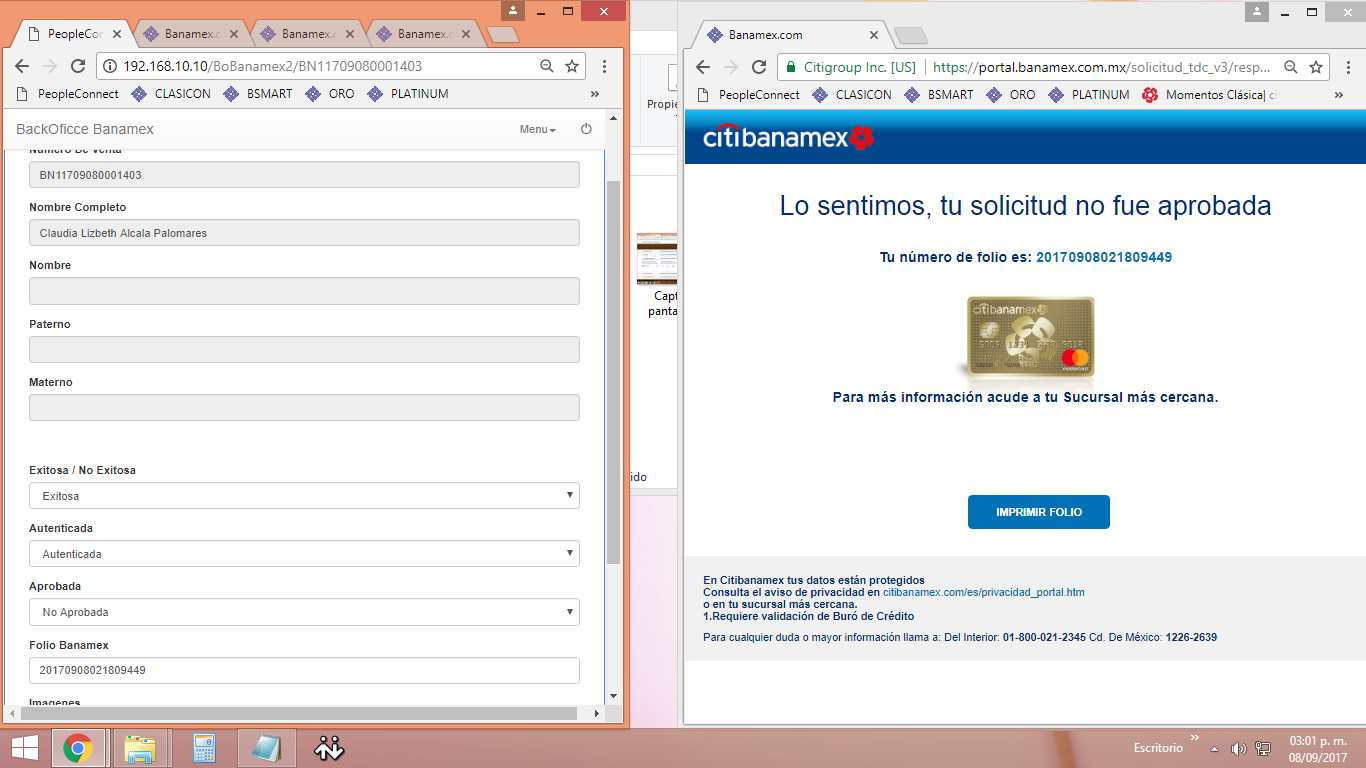 PeopleCon
Banamex.c
Banamex.c
Banamex.c
192.168.10.10/BoBanamex2/BN11709080001403
PeopleConnect
CLASICON
BSMART
ORO
PLATINUM
»
BackOficce Banamex
Menu
Numero De Venta
BN11709080001403
Nombre Completo
Claudia Lizbeth Alcala Palomares
Nombre
Paterno
Materno
Exitosa / No Exitosa
Exitosa
Autenticada
Autenticada
Aprobada
No Aprobada
Folio Banamex
20170908021809449
Imagenes
Propie
Capt
panta
ido
Banamex.com
Citigroup Inc. [US]
https://portal.banamex.com.mx/solicitud_tdc_v3/resp...
PeopleConnect
CLASICON
BSMART
ORO
PLATINUM
Momentos Clásica| ci
»
citibanamex
Lo sentimos, tu solicitud no fue aprobada
Tu número de folio es: 20170908021809449
citibanamex
mastercard
Para más información acude a tu Sucursal más cercana.
IMPRIMIR FOLIO
En Citibanamex tus datos están protegidos
Consulta el aviso de privacidad en citibanamex.com/es/privacidad_portal.htm
o en tu sucursal más cercana.
1.Requiere validación de Buró de Crédito
Para cualquier duda o mayor información llama a: Del Interior: 01-800-021-2345 Cd. De México: 1226-2639
Escritorio
»
03:01 p. m.
08/09/2017